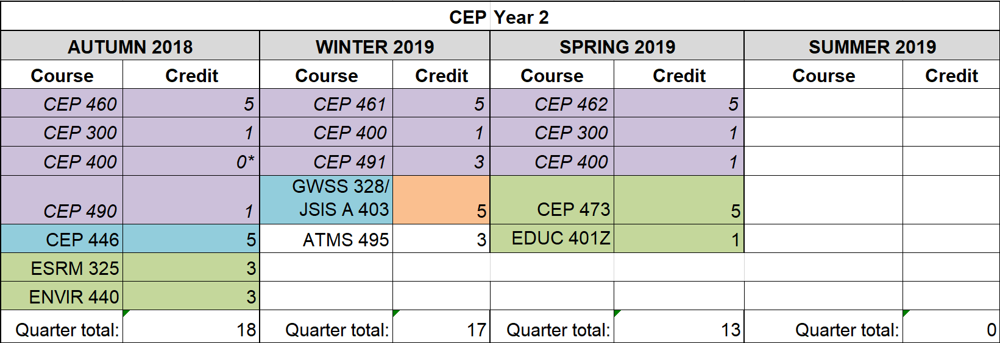 CEP Year 2
AUTUMN 2018 WINTER 2019 SPRING 2019 SUMMER 2019
Course Credit Course Credit Course Credit Course Credit
CEP 460 5 CEP 461 5 CEP 462 5
CEP 300 1 CEP 400 1 CEP 300 1
CEP 400 0* CEP 491 3 CEP 400 1
CEP 490 1 GWSS 328/
JSIS A 403 5 CEP 473 5
CEP 446 5 ATMS 495 3 EDUC 401Z 1
ESRM 325 3
ENVIR 440 3
Quarter total: 18 Quarter total: 17 Quarter total: 13 Quarter total: 0